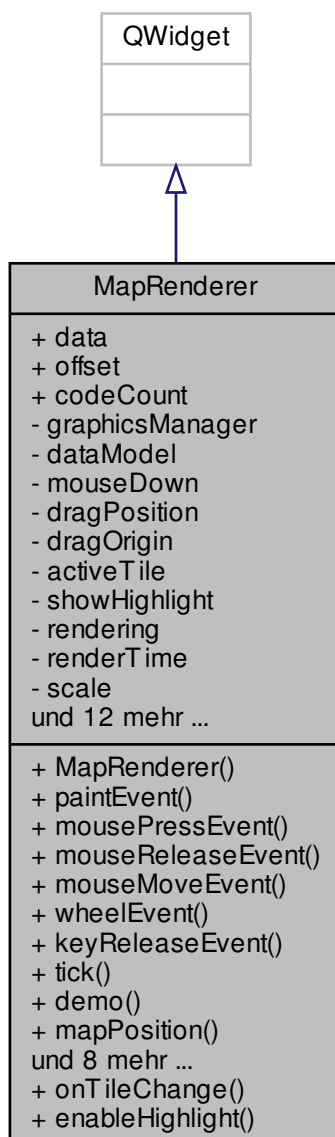 QWidget
MapRenderer
+ data
+ offset
+ codeCount
- graphicsManager
- dataModel
- mouseDown
- dragPosition
- dragOrigin
- activeTile
- showHighlight
- rendering
- renderTime
- scale
und 12 mehr ...
+ MapRenderer()
+ paintEvent()
+ mousePressEvent()
+ mouseReleaseEvent()
+ mouseMoveEvent()
+ wheelEvent()
+ keyReleaseEvent()
+ tick()
+ demo()
+ mapPosition()
und 8 mehr ...
+ onTileChange()
+ enableHighlight()